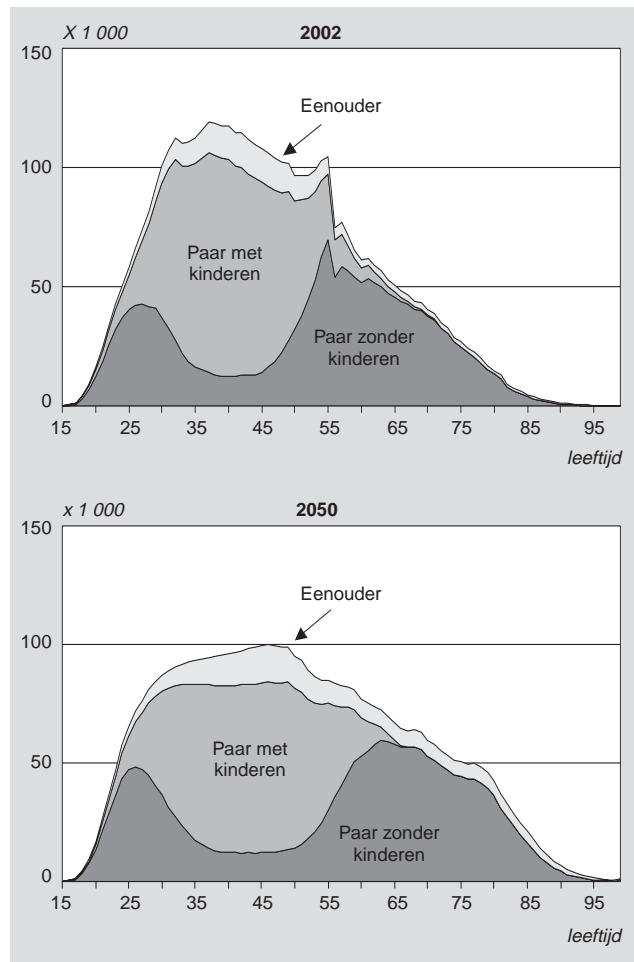 X 1 000
2002
150
Eenouder
100
Paar met
kinderen
50
Paar zonder
kinderen
0
15 25 35 45 55 65 75 85 95
leeftijd
x 1 000
2050
150
Eenouder
100
Paar met
kinderen
50
Paar zonder
kinderen
0
15 25 35 45 55 65 75 85 95
leeftijd